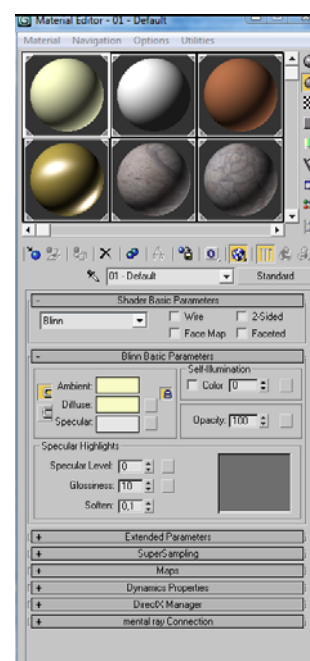 Material Editor - 01 - Default
Material Navigation Options Utilities
01 - Default Standard
- Shader Basic Parameters
Blinn Wire 2-Sided
Face Map Faceted
- Blinn Basic Parameters
Self-Illumination
Ambient: Color 0
Diffuse:
Specular: Opacity: 100
Specular Highlights
Specular Level: 0
Glossiness: 10
Soften: 0,1
+ Extended Parameters
+ SuperSampling
+ Maps
+ Dynamics Properties
+ DirectX Manager
+ mental ray Connection